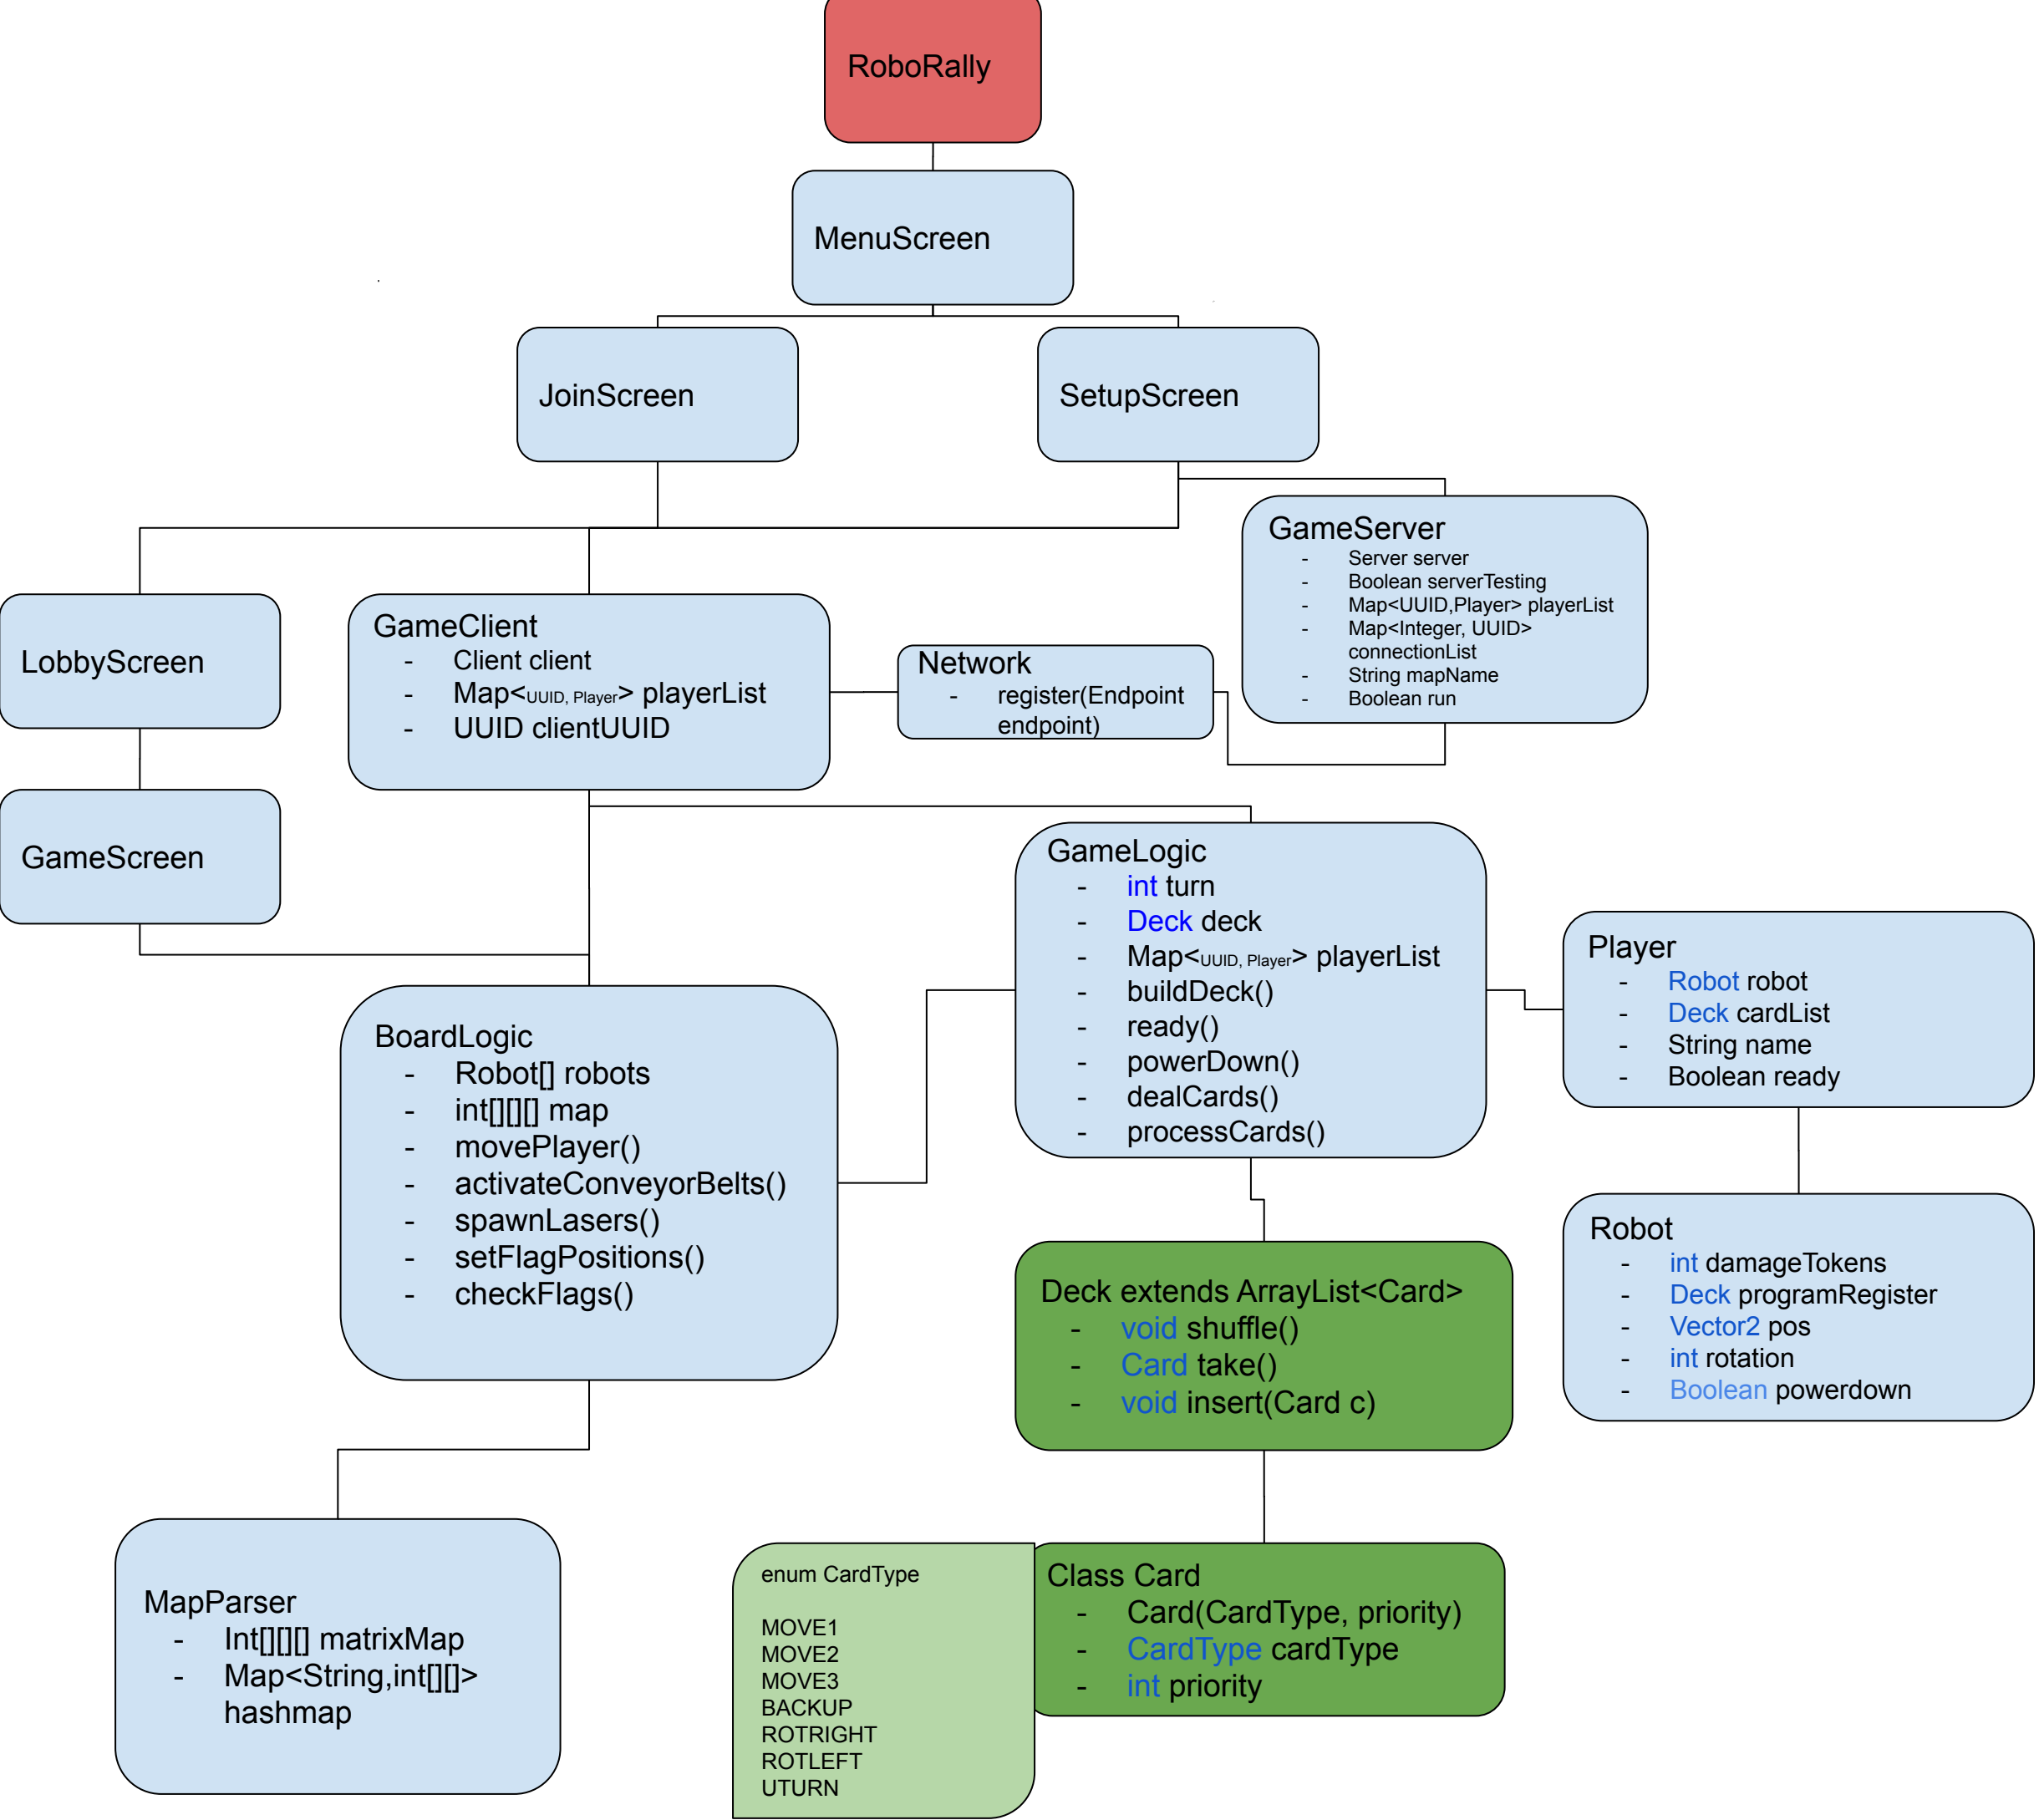 RoboRally
MenuScreen
JoinScreen
SetupScreen
GameServer
- Server server
- Boolean serverTesting
- Map<UUID,Player> playerList
- Map<Integer, UUID>
connectionList
- String mapName
- Boolean run
LobbyScreen
GameClient
- Client client
- Map<UUID, Player> playerList
- UUID clientUUID
Network
- register(Endpoint
endpoint)
GameScreen
GameLogic
- int turn
- Deck deck
- Map<UUID, Player> playerList
- buildDeck()
- ready()
- powerDown()
- dealCards()
- processCards()
Player
- Robot robot
- Deck cardList
- String name
- Boolean ready
BoardLogic
- Robot[] robots
- int[][][] map
- movePlayer()
- activateConveyorBelts()
- spawnLasers()
- setFlagPositions()
- checkFlags()
Robot
- int damageTokens
- Deck programRegister
- Vector2 pos
- int rotation
- Boolean powerdown
Deck extends ArrayList<Card>
- void shuffle()
- Card take()
- void insert(Card c)
MapParser
- Int[][][] matrixMap
- Map<String,int[][]>
hashmap
enum CardType
MOVE1
MOVE2
MOVE3
BACKUP
ROTRIGHT
ROTLEFT
UTURN
Class Card
- Card(CardType, priority)
- CardType cardType
- int priority